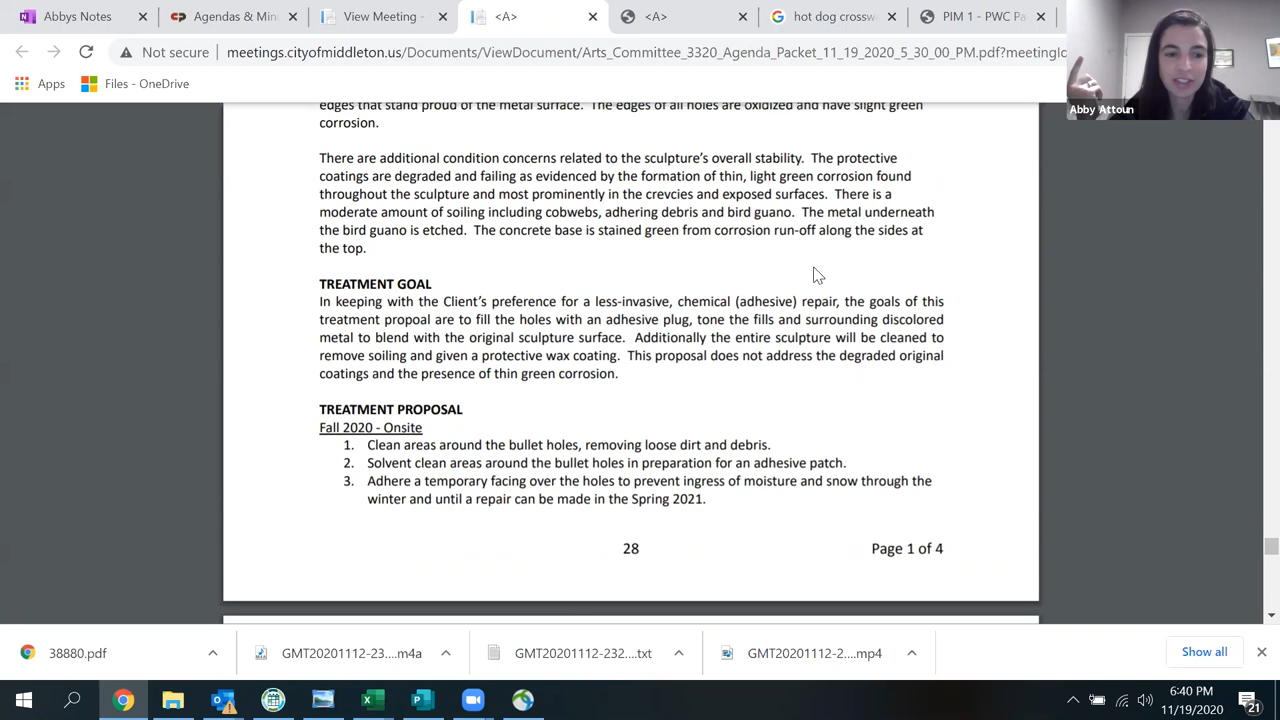 AbbyNotes
Agendas & Min
View Meeting -
<A>
<A>
hot dog crossw
PIM 1 - PWC Pa
Not secure
meetings.cityofmiddleton.us/Documents/ViewDocument/Arts_Committee_3320_Agenda_Packet_11_19_2020_5_30_00_PM.pdf?meetingId
Apps
Files - OneDrive
Abby Attoun
edges that stand proud of the metal surface. The edges of all holes are oxidized and have slight green
corrosion.
There are additional condition concerns related to the sculpture's overall stability. The protective
coatings are degraded and failing as evidenced by the formation of thin, light green corrosion found
throughout the sculpture and most prominently in the crevcies and exposed surfaces. There is a
moderate amount of soiling including cobwebs, adhering debris and bird guano. The metal underneath
the bird guano is etched. The concrete base is stained green from corrosion run-off along the sides at
the top.
TREATMENT GOAL
In keeping with the Client's preference for a less-invasive, chemical (adhesive) repair, the goals of this
treatment propoal are to fill the holes with an adhesive plug, tone the fills and surrounding discolored
metal to blend with the original sculpture surface. Additionally the entire sculpture will be cleaned to
remove soiling and given a protective wax coating. This proposal does not address the degraded original
coatings and the presence of thin green corrosion.
TREATMENT PROPOSAL
Fall 2020 - Onsite
1. Clean areas around the bullet holes, removing loose dirt and debris.
2. Solvent clean areas around the bullet holes in preparation for an adhesive patch.
3. Adhere a temporary facing over the holes to prevent ingress of moisture and snow through the
winter and until a repair can be made in the Spring 2021.
28
Page 1 of 4
38880.pdf
GMT20201112-23....m4a
GMT20201112-232....txt
GMT20201112-2....mp4
Show all
6:40 PM
11/19/2020
21